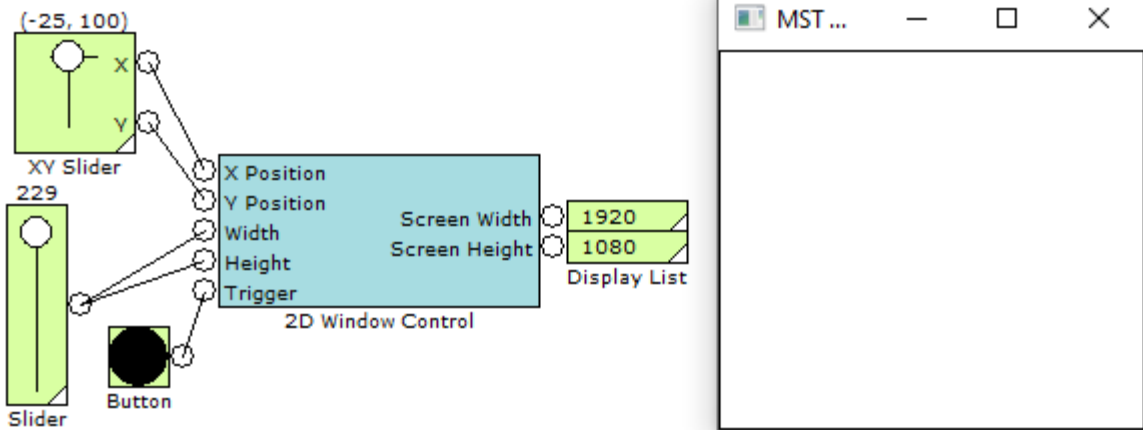 (-25, 100)
X
Y
XY Slider
229
Slider
Button
X Position
Y Position
Width
Height
Trigger
Screen Width
Screen Height
2D Window Control
1920
1080
Display List
MST ...